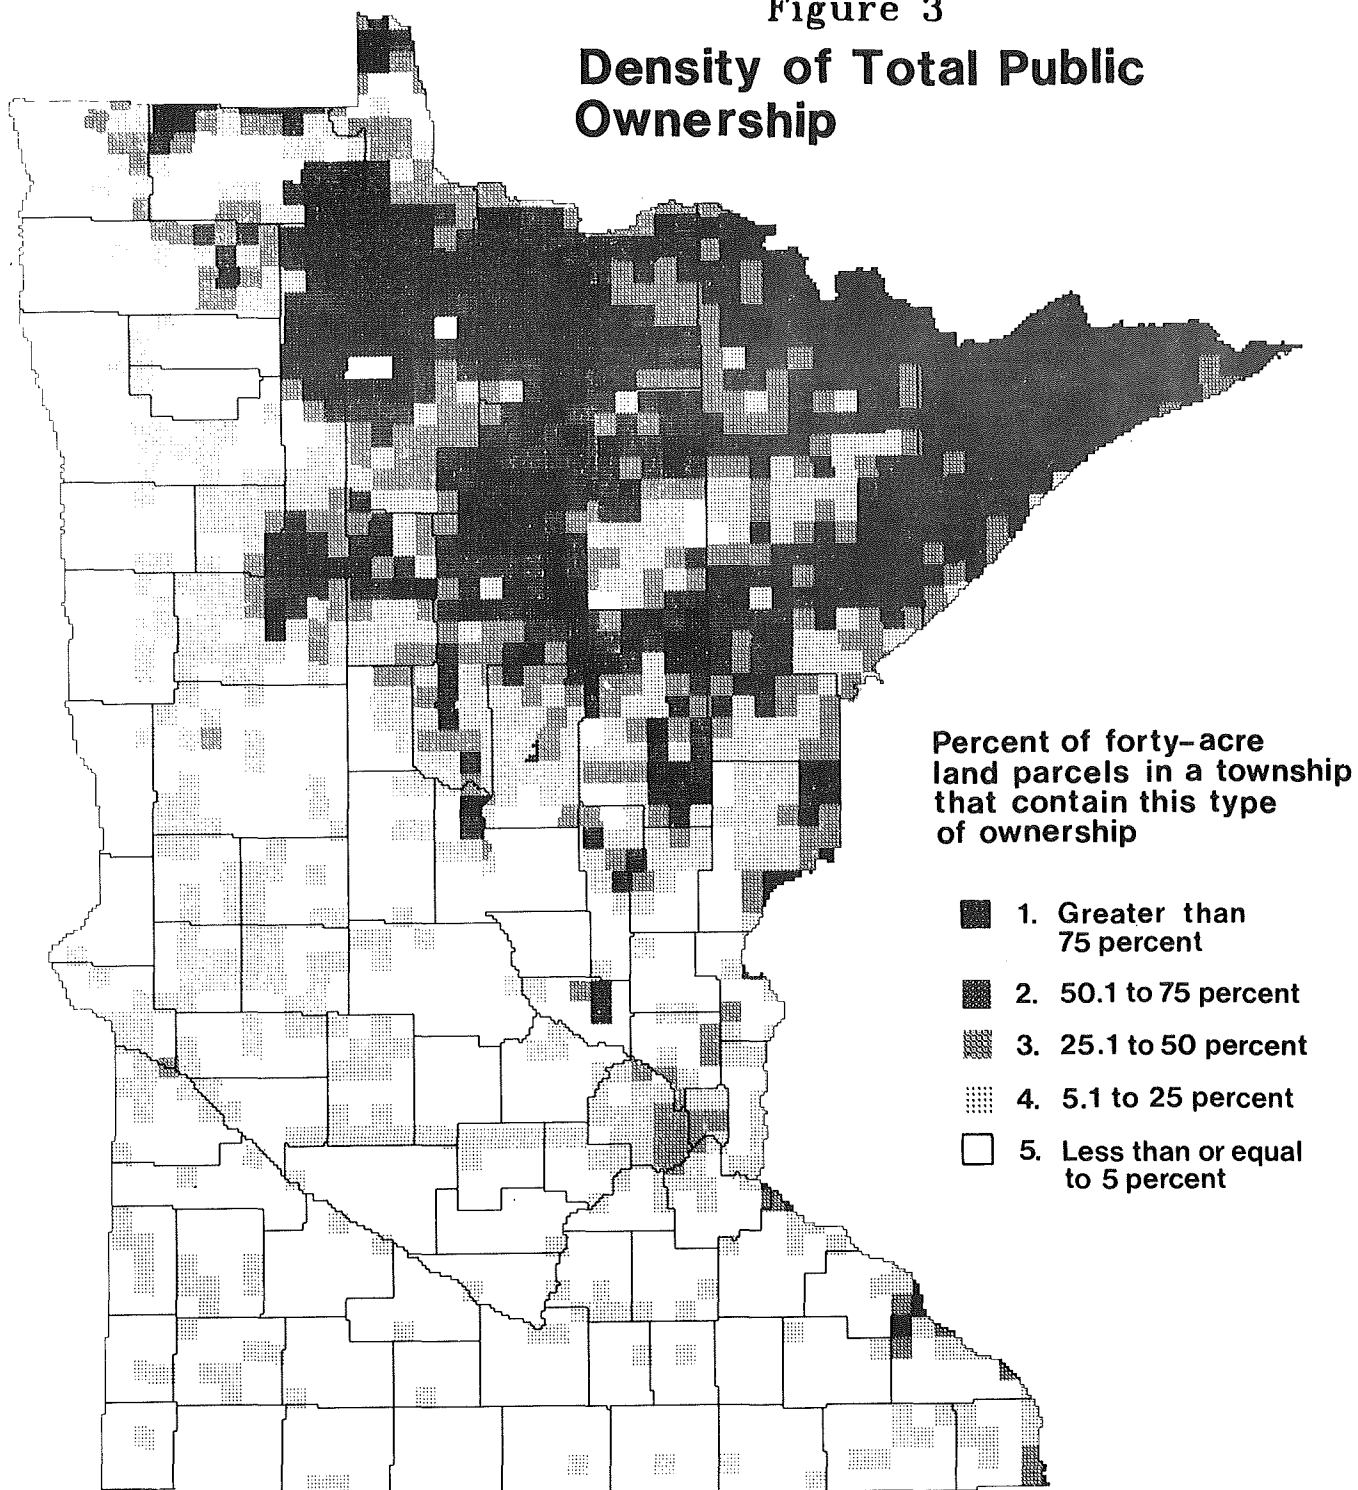 Figure 3
Density of Total Public
Ownership
Percent of forty-acre
land parcels in a township
that contain this type
of ownership
1. Greater than
75 percent
2. 50.1 to 75 percent
3. 25.1 to 50 percent
4. 5.1 to 25 percent
5. Less than or equal
to 5 percent